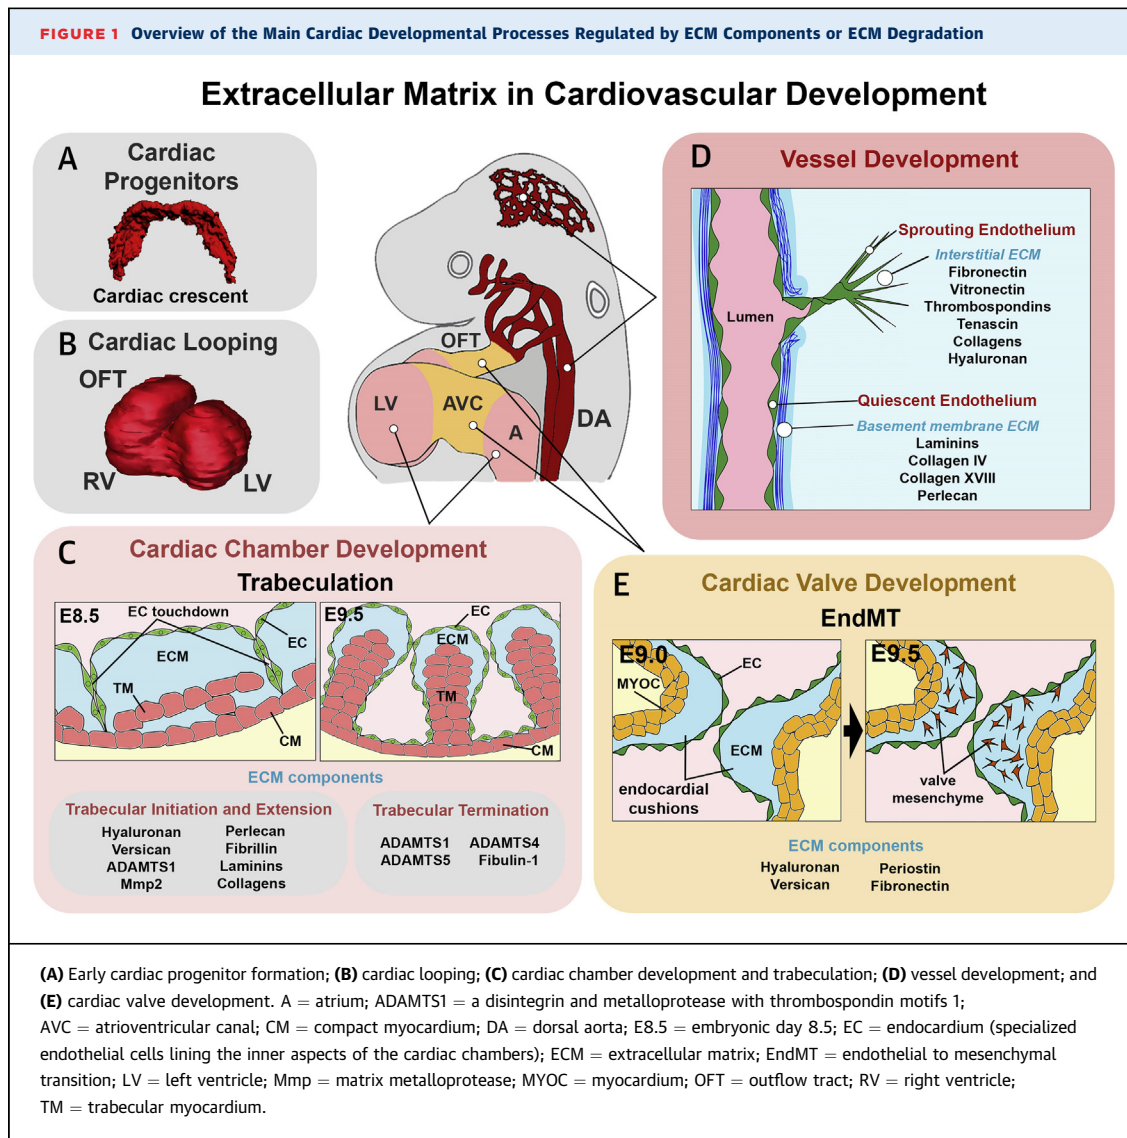 FIGURE 1 Overview of the Main Cardiac Developmental Processes Regulated by ECM Components or ECM Degradation
Extracellular Matrix in Cardiovascular Development
A
Cardiac
Progenitors
Cardiac crescent
B
Cardiac Looping
OFT
RV
LV
OFT
LV
AVC
A
DA
D
Vessel Development
Lumen
Sprouting Endothelium
Interstitial ECM
Fibronectin
Vitronectin
Thrombospondins
Tenascin
Collagens
Hyaluronan
Quiescent Endothelium
Basement membrane ECM
Laminins
Collagen IV
Collagen XVIII
Perlecan
C
Cardiac Chamber Development
Trabeculation
E8.5
EC touchdown
EC
ECM
TM
CM
E9.5
EC
ECM
TM
CM
ECM components
Trabecular Initiation and Extension
Hyaluronan
Versican
ADAMTS1
Mmp2
Perlecan
Fibrillin
Laminins
Collagens
Trabecular Termination
ADAMTS1 ADAMTS4
ADAMTS5 Fibulin-1
E
Cardiac Valve Development
EndMT
E9.0
MYOC
EC
ECM
endocardial
cushions
E9.5
valve
mesenchyme
ECM components
Hyaluronan
Versican
Periostin
Fibronectin
(A) Early cardiac progenitor formation; (B) cardiac looping; (C) cardiac chamber development and trabeculation; (D) vessel development; and
(E) cardiac valve development. A = atrium; ADAMTS1 = a disintegrin and metalloprotease with thrombospondin motifs 1;
AVC = atrioventricular canal; CM = compact myocardium; DA = dorsal aorta; E8.5 = embryonic day 8.5; EC = endocardium (specialized
endothelial cells lining the inner aspects of the cardiac chambers); ECM = extracellular matrix; EndMT = endothelial to mesenchymal
transition; LV = left ventricle; Mmp = matrix metalloprotease; MYOC = myocardium; OFT = outflow tract; RV = right ventricle;
TM = trabecular myocardium.